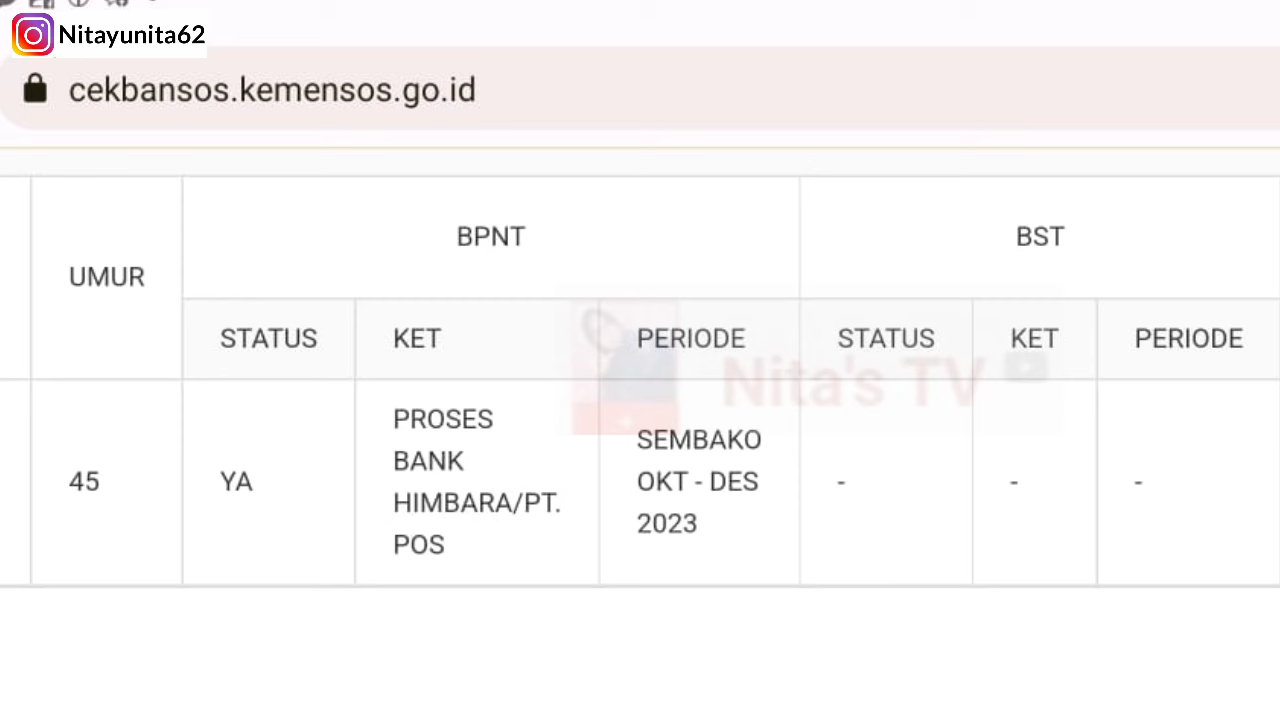 Nitayunita62
cekbansos.kemensos.go.id
UMUR
BPNT
BST
STATUS
KET
PERIODE
STATUS
KET
PERIODE
Nita's TV
45
YA
PROSES
BANK
HIMBARA/PT.
POS
SEMBAKO
OKT - DES
2023
-
-
-